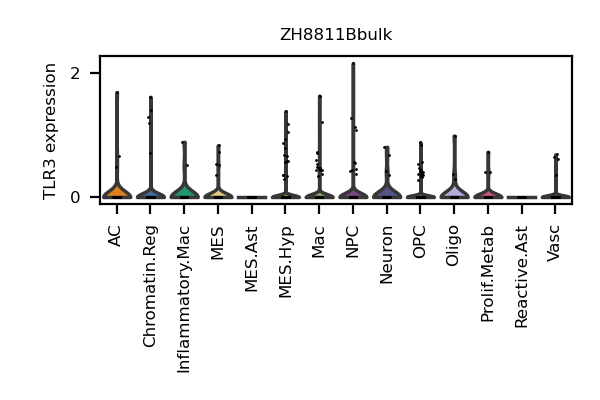 ZH8811Bbulk
TLR3 expression
2
0
AC
Chromatin.Reg
Inflammatory.Mac
MES
MES.Ast
MES.Hyp
Mac
NPC
Neuron
OPC
Oligo
Prolif.Metab
Reactive.Ast
Vasc